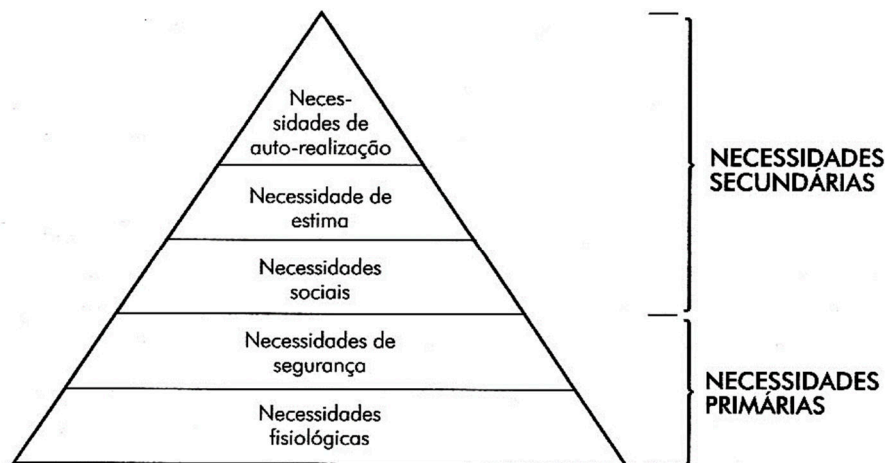 Neces-
sidades de
auto-realização
Necessidade de
estima
Necessidades
sociais
Necessidades de
segurança
Necessidades
fisiológicas
NECESSIDADES
SECUNDÁRIAS
NECESSIDADES
PRIMÁRIAS